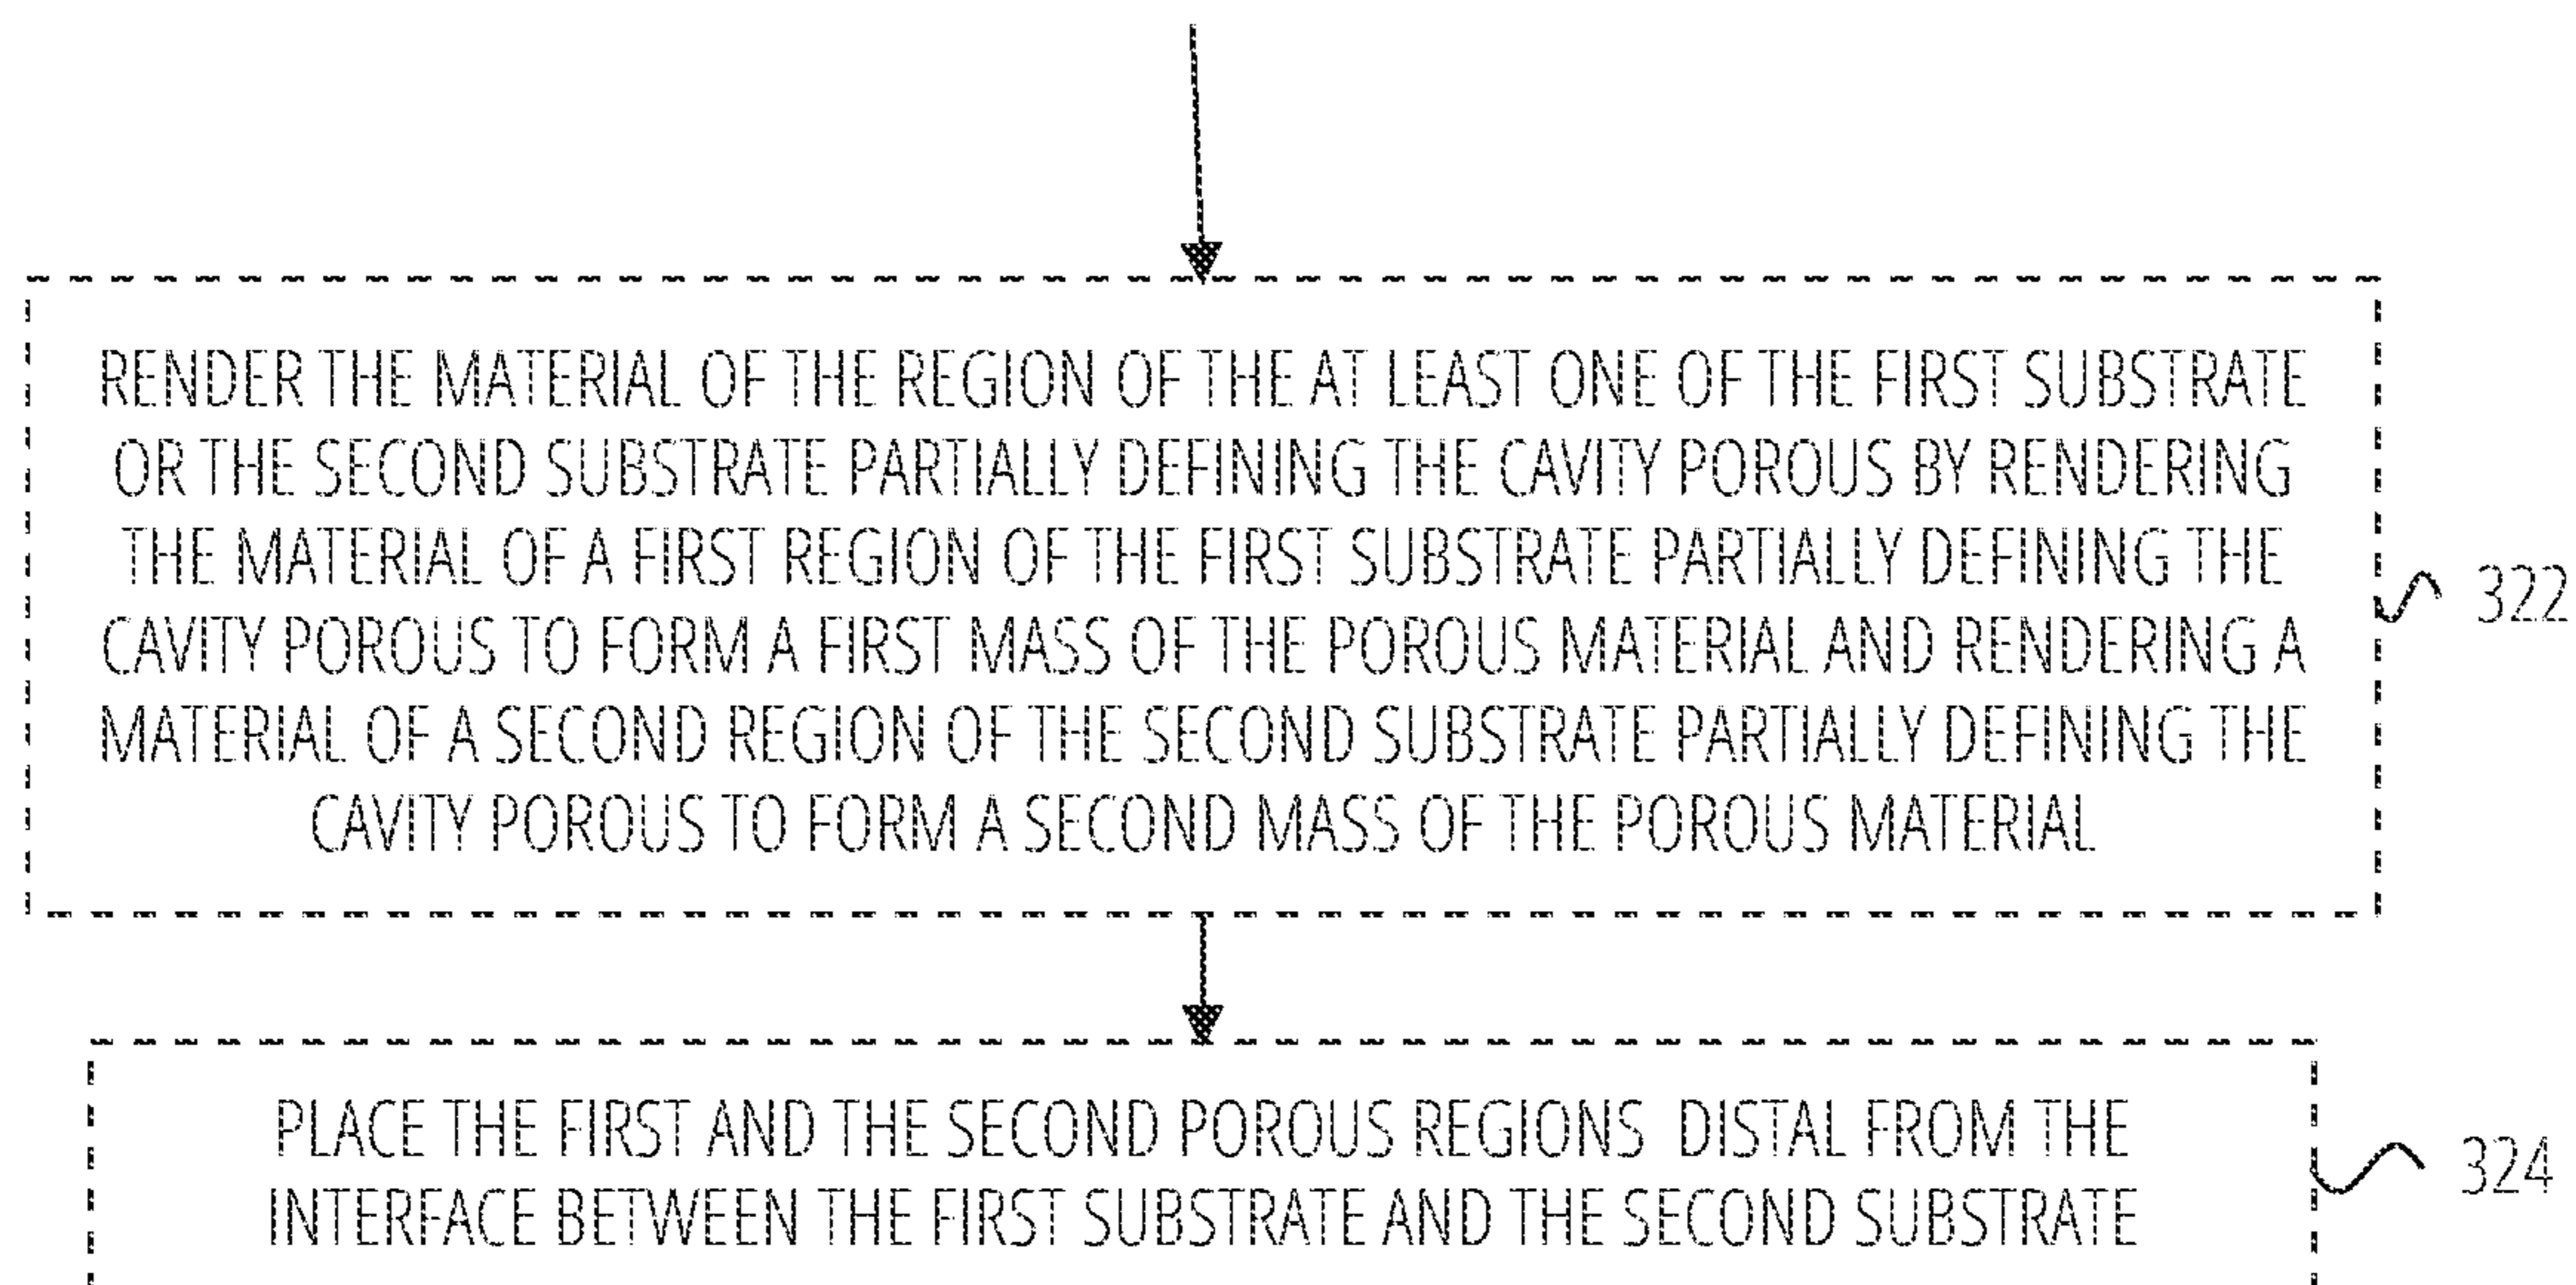 RENDER THE MATERIAL OF THE REGION OF THE AT LEAST ONE OF THE FIRST SUBSTRATE
OR THE SECOND SUBSTRATE PARTIALLY DEFINING THE CAVITY POROUS BY RENDERING
THE MATERIAL OF A FIRST REGION OF THE FIRST SUBSTRATE PARTIALLY DEFINING THE
CAVITY POROUS TO FORM A FIRST MASS OF THE POROUS MATERIAL AND RENDERING A
MATERIAL OF A SECOND REGION OF THE SECOND SUBSTRATE PARTIALLY DEFINING THE
CAVITY POROUS TO FORM A SECOND MASS OF THE POROUS MATERIAL
322
PLACE THE FIRST AND THE SECOND POROUS REGIONS DISTAL FROM THE
INTERFACE BETWEEN THE FIRST SUBSTRATE AND THE SECOND SUBSTRATE
324